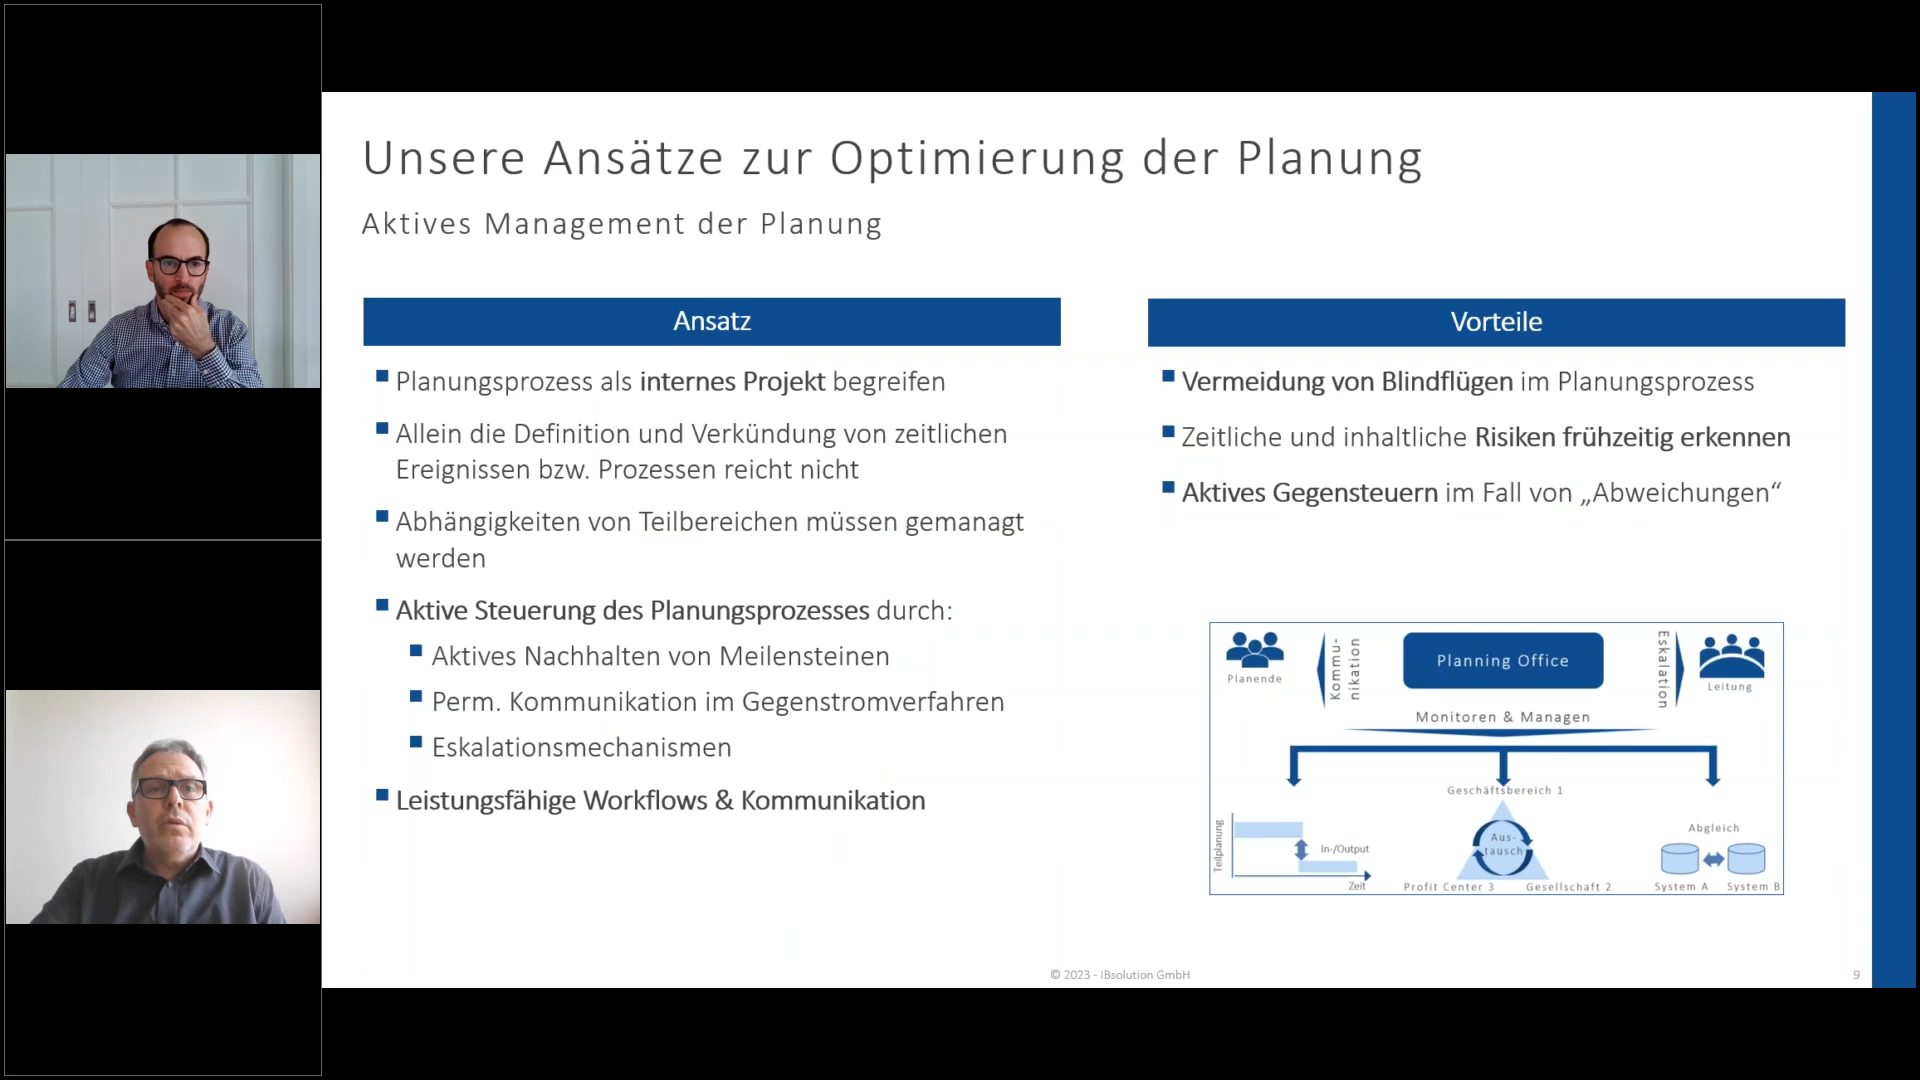 Unsere Ansätze zur Optimierung der Planung
Aktives Management der Planung
Ansatz
Planungsprozess als internes Projekt begreifen
Allein die Definition und Verkündung von zeitlichen
Ereignissen bzw. Prozessen reicht nicht
Abhängigkeiten von Teilbereichen müssen gemanagt
werden
Aktive Steuerung des Planungsprozesses durch:
Aktives Nachhalten von Meilensteinen
Perm. Kommunikation im Gegenstromverfahren
Eskalationsmechanismen
Leistungsfähige Workflows & Kommunikation
Vorteile
Vermeidung von Blindflügen im Planungsprozess
Zeitliche und inhaltliche Risiken frühzeitig erkennen
Aktives Gegensteuern im Fall von „Abweichungen“
Planende
Kommu-
nikation
Planning Office
Eskalation
Leitung
Monitoren & Managen
Teilplanung
In-/Output
Zeit
Geschäftsbereich 1
Aus-
tausch
Profit Center 3
Gesellschaft 2
Abgleich
System A
System B
© 2023 - IBsolution GmbH
9